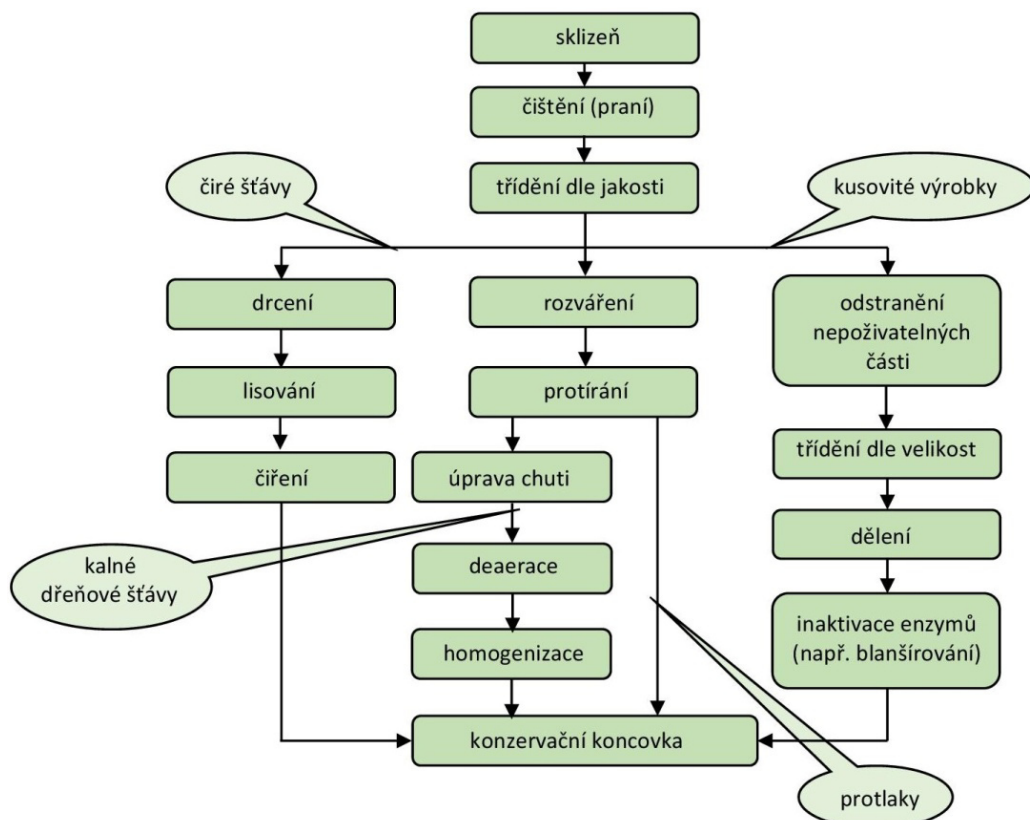 sklizeň
čištění (praní)
třídění dle jakosti
čiré šťávy
kusovité výrobky
drcení
rozváření
odstranění
nepoživatelných
části
lisování
protírání
třídění dle velikost
čiření
úprava chuti
dělení
kalné
dřeňové šťávy
deaerace
inaktivace enzymů
(např. blanšírování)
homogenizace
konzervační koncovka
protlaky